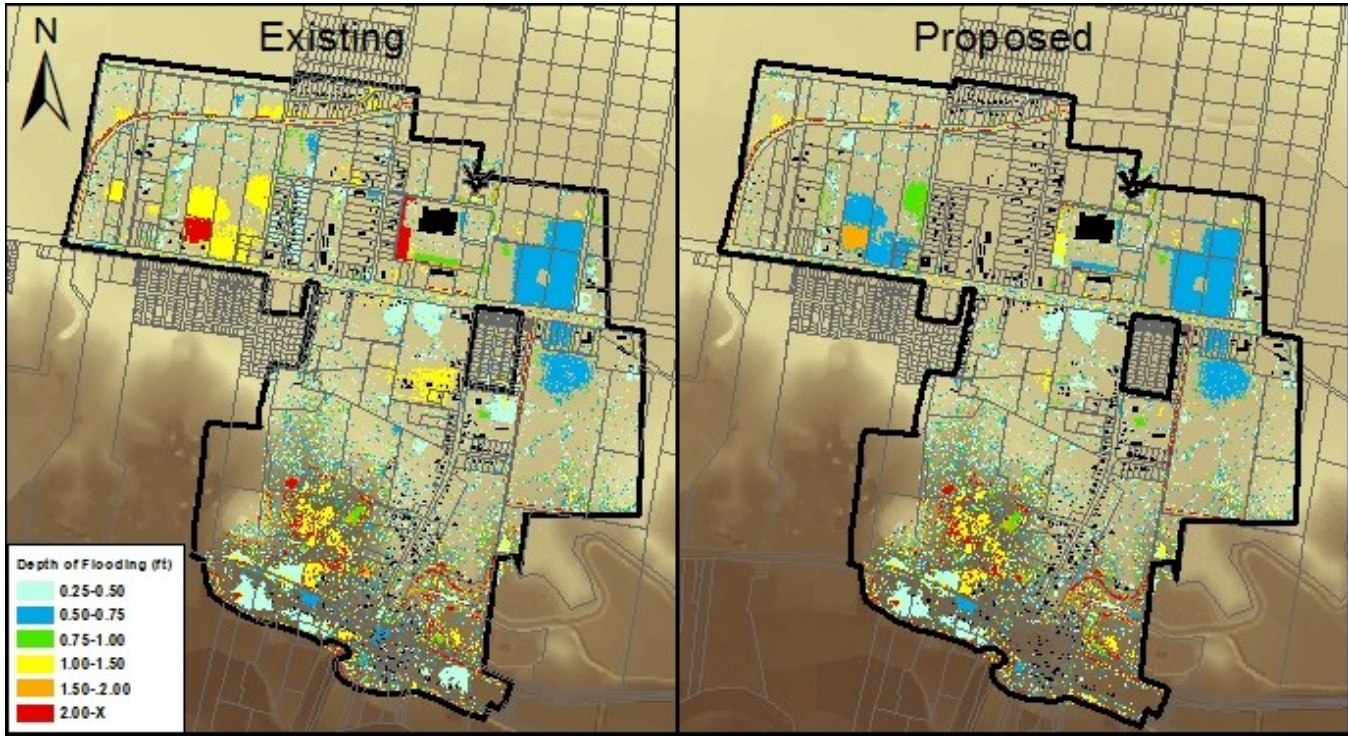 N
Existing
Proposed
Depth of Flooding (ft)
0.25-0.50
0.50-0.75
0.75-1.00
1.00-1.50
1.50-.2.00
2.00-X